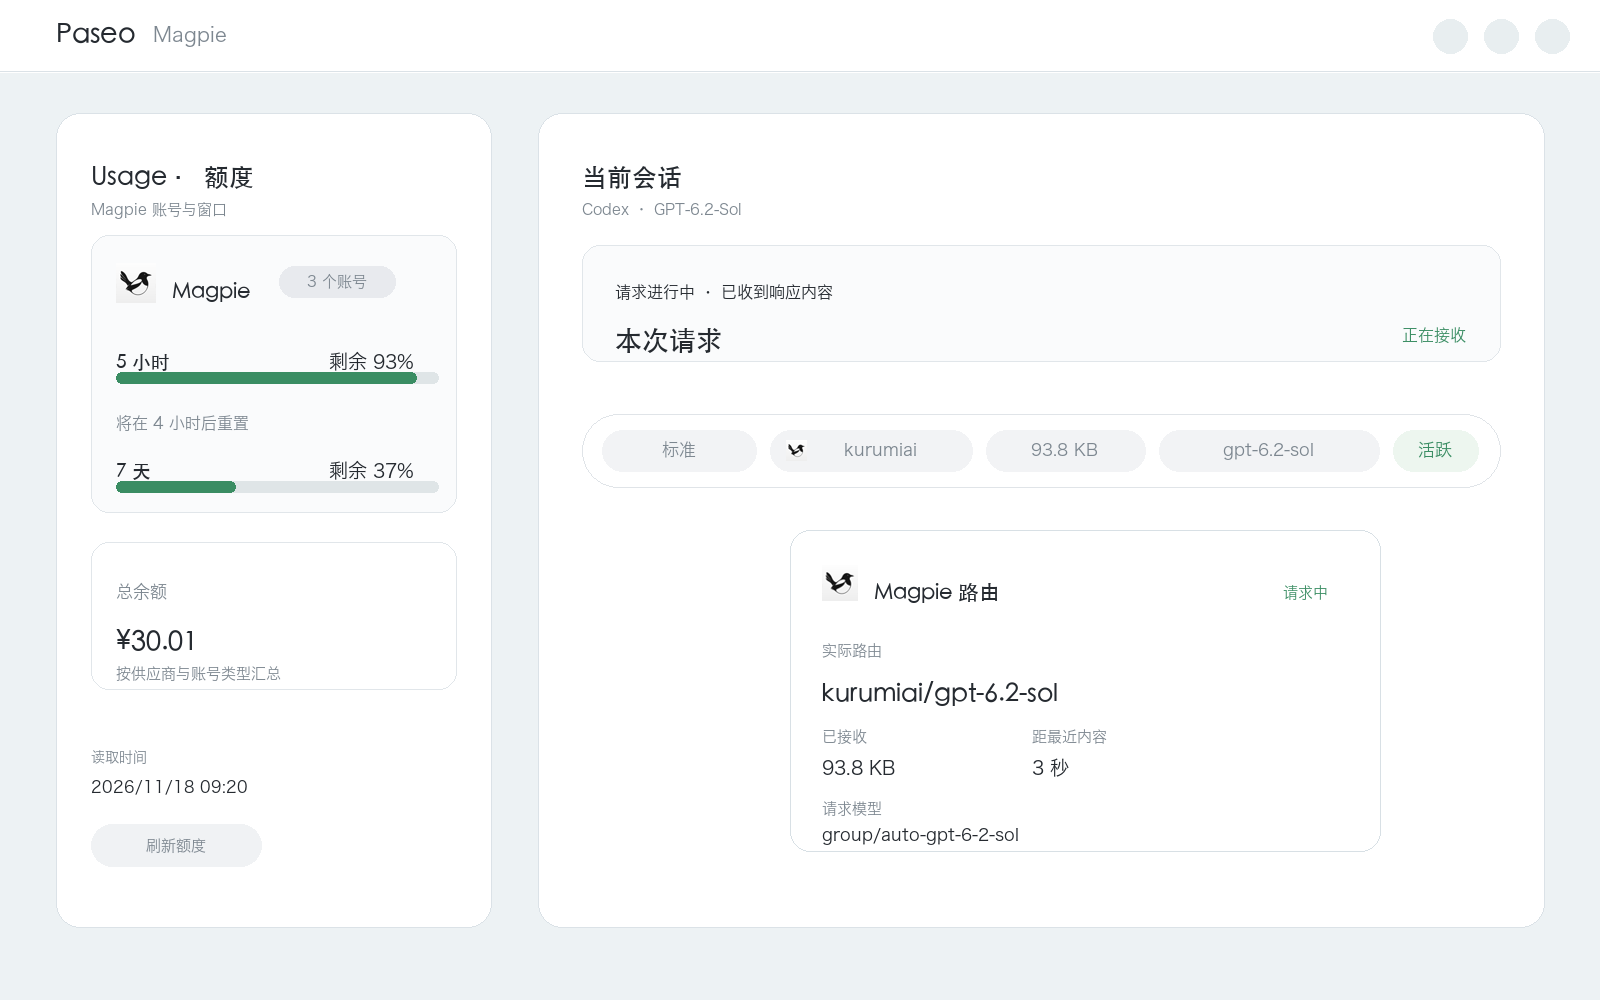 Paseo Magpie
Usage · 额度
Magpie 账号与窗口
Magpie 3 个账号
5 小时 剩余 93%
将在 4 小时后重置
7 天 剩余 37%
总余额
¥30.01
按供应商与账号类型汇总
读取时间
2026/11/18 09:20
刷新额度
当前会话
Codex · GPT-6.2-Sol
请求进行中 · 已收到响应内容
本次请求
正在接收
标准 kurumiai 93.8 KB gpt-6.2-sol 活跃
Magpie 路由 请求中
实际路由
kurumiai/gpt-6.2-sol
已接收 距最近内容
93.8 KB 3 秒
请求模型
group/auto-gpt-6-2-sol